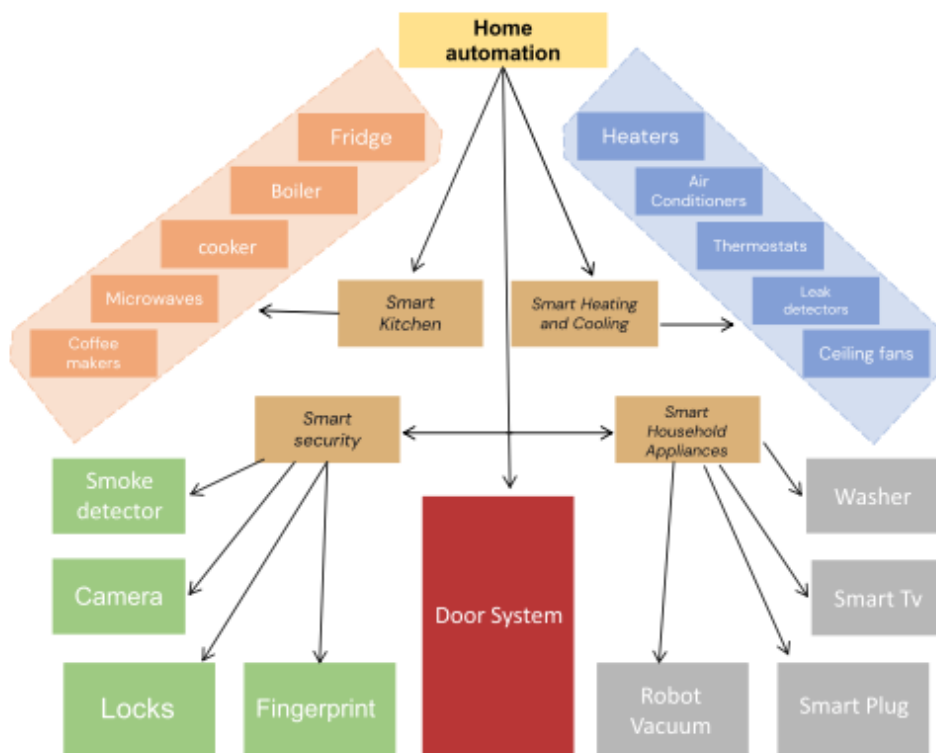 Home
automation
Fridge
Boiler
cooker
Microwaves
Coffee
makers
Heaters
Air
Conditioners
Thermostats
Leak
detectors
Ceiling fans
Smart
Kitchen
Smart Heating
and Cooling
Smart
security
Smart
Household
Appliances
Smoke
detector
Camera
Locks
Fingerprint
Door System
Washer
Smart Tv
Robot
Vacuum
Smart Plug